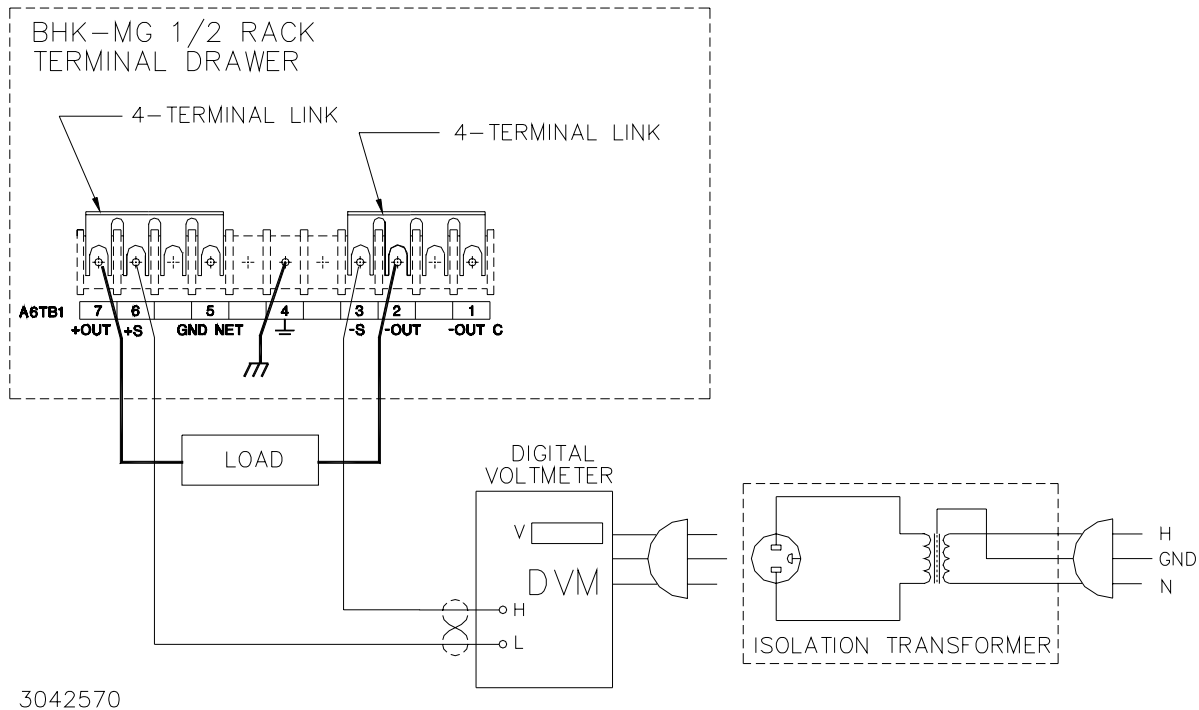 BHK-MG 1/2 RACK
TERMINAL DRAWER
4-TERMINAL LINK
4-TERMINAL LINK
A6TB1
7 6 5 4 3 2 1
+OUT +S GND NET -S -OUT -OUT C
LOAD
DIGITAL
VOLTMETER
V
DVM
H
L
H
GND
N
ISOLATION TRANSFORMER
3042570